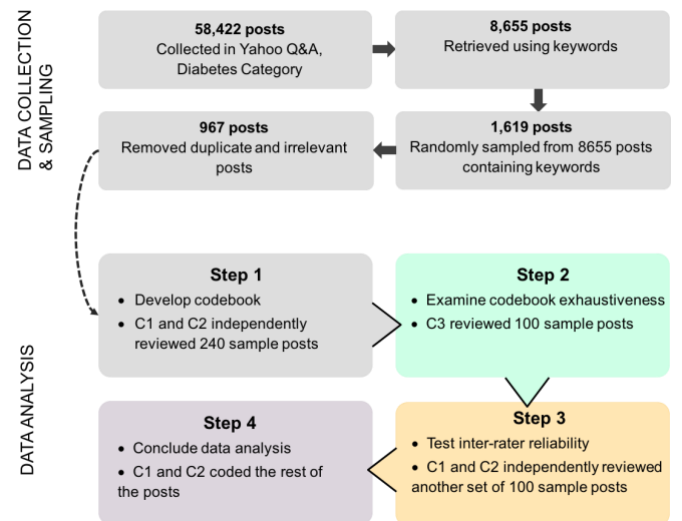 DATA COLLECTION
& SAMPLING
58,422 posts
Collected in Yahoo Q&A,
Diabetes Category
8,655 posts
Retrieved using keywords
967 posts
Removed duplicate and irrelevant
posts
1,619 posts
Randomly sampled from 8655 posts
containing keywords
DATA ANALYSIS
Step 1
• Develop codebook
• C1 and C2 independently
reviewed 240 sample posts
Step 2
• Examine codebook exhaustiveness
• C3 reviewed 100 sample posts
Step 4
• Conclude data analysis
• C1 and C2 coded the rest of
the posts
Step 3
• Test inter-rater reliability
• C1 and C2 independently reviewed
another set of 100 sample posts